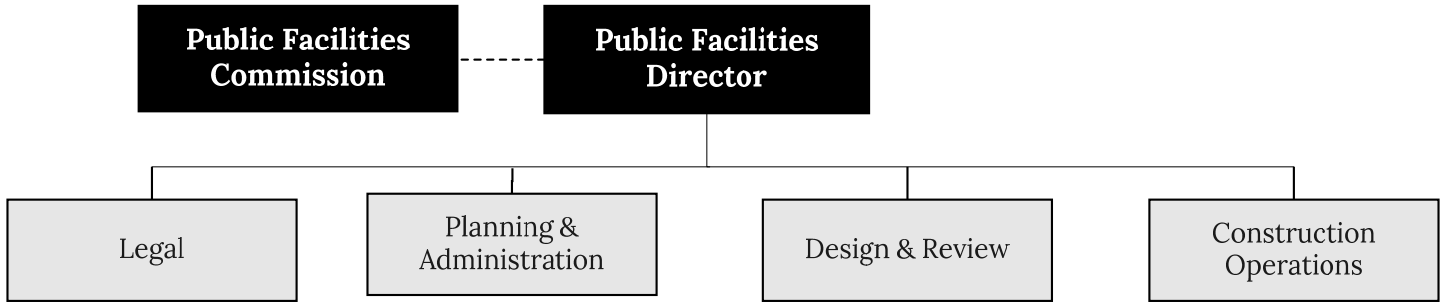 Public Facilities
Commission
Public Facilities
Director
Legal
Planning &
Administration
Design & Review
Construction
Operations